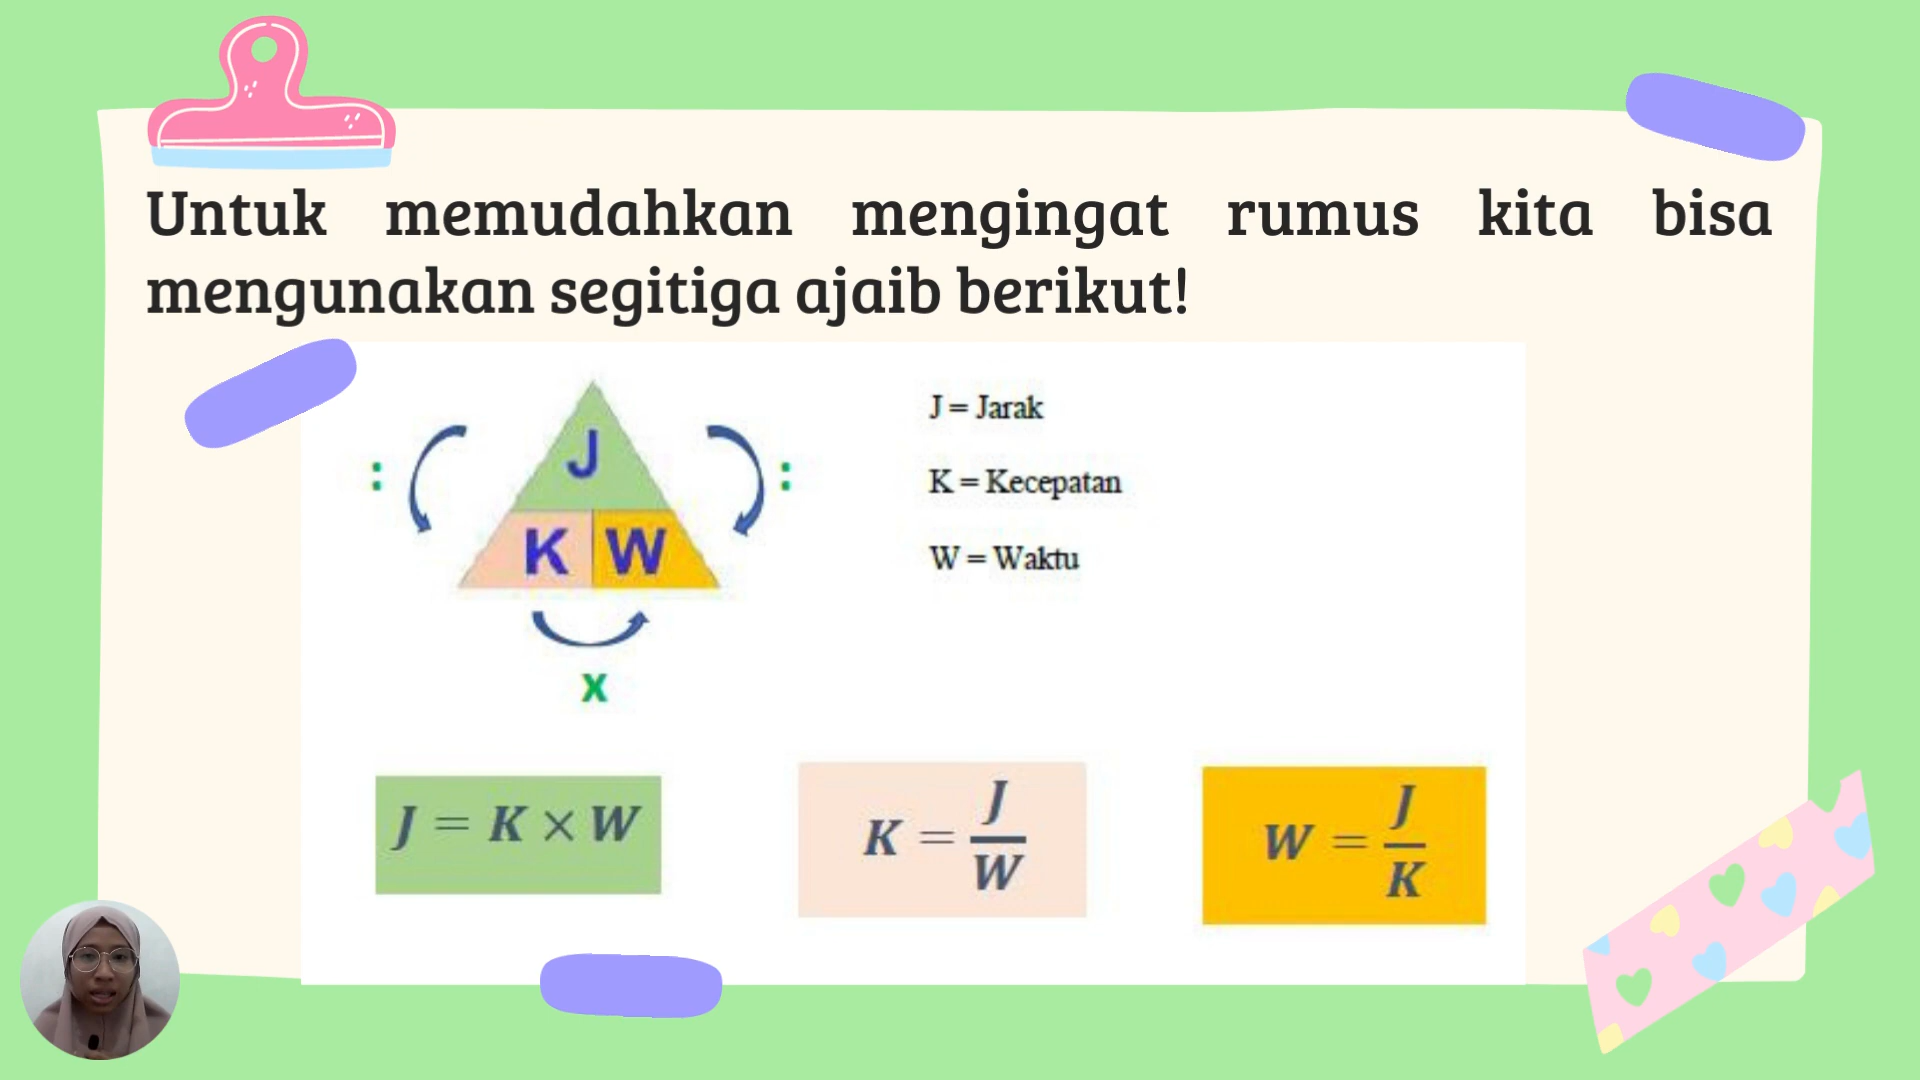 Untuk memudahkan mengingat rumus kita bisa
mengunakan segitiga ajaib berikut!
J
: :
K W
x
J = Jarak
K = Kecepatan
W = Waktu
J = K × W
K = J/W
W = J/K